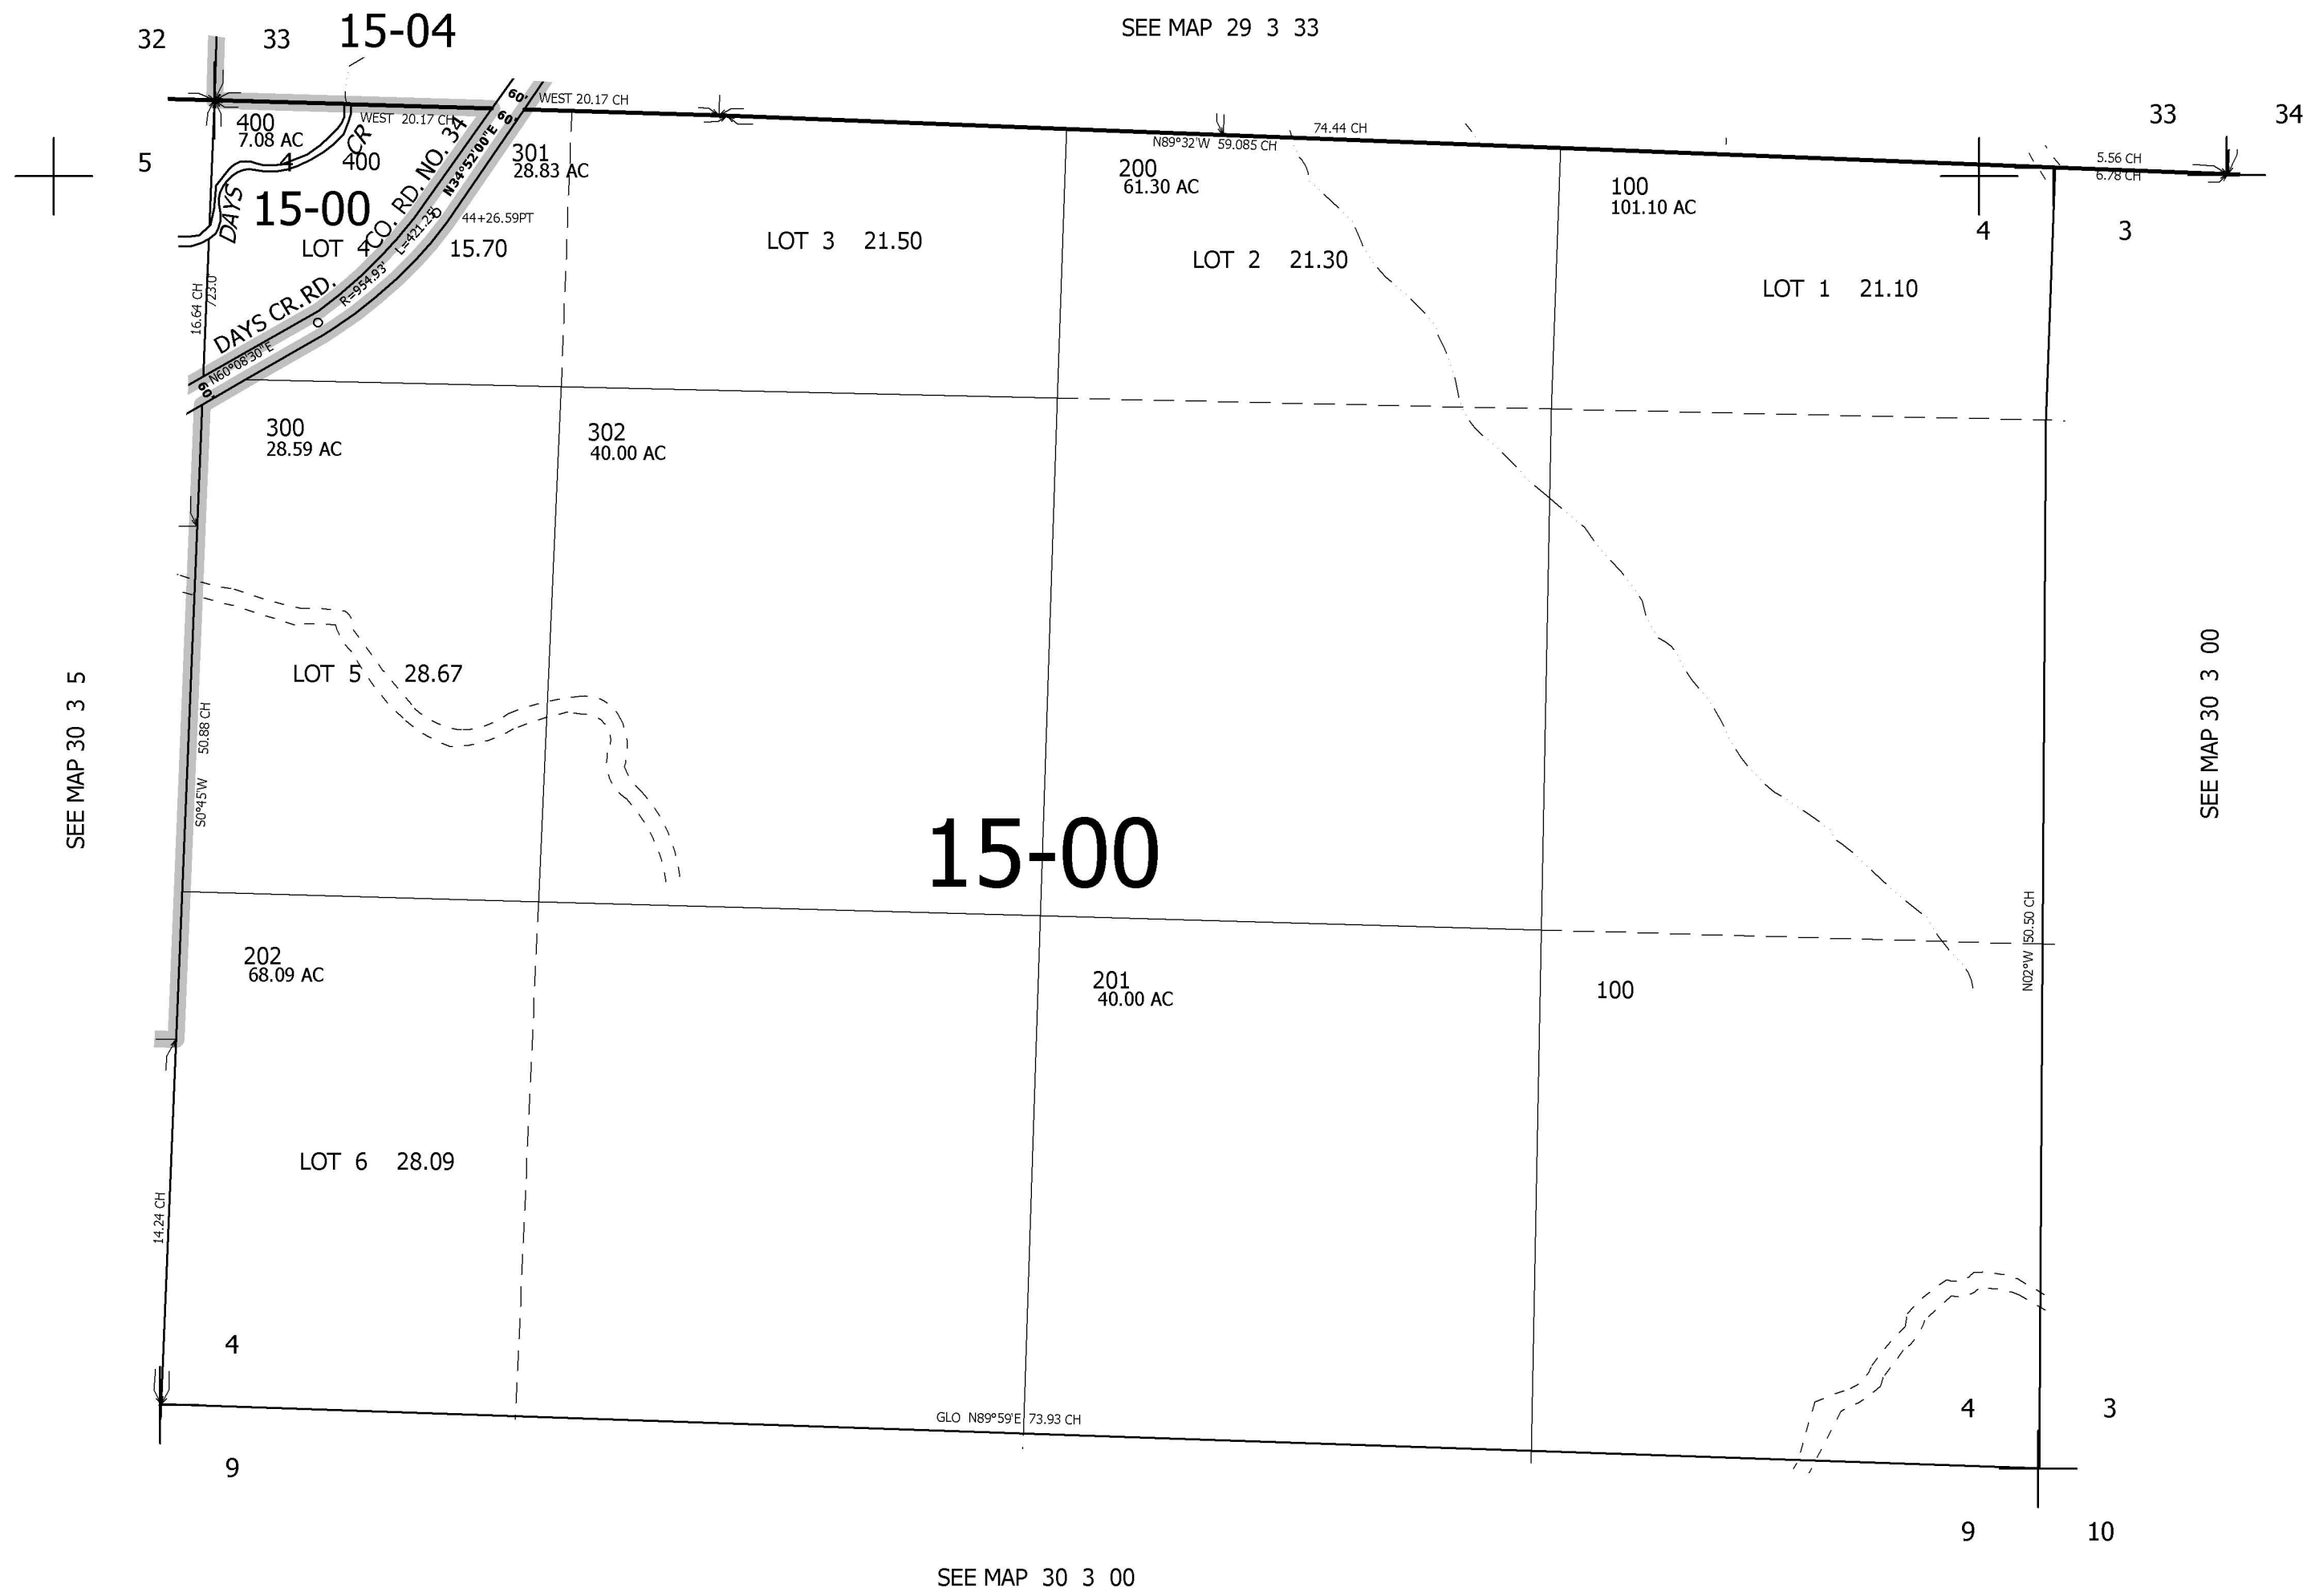 SEE MAP 29 3 33
32
33
15-04
33
34
WEST 20.17 CH
60'
60'
WEST 20.17 CH
74.44 CH
N89°32'W 59.085 CH
5.56 CH
6.78 CH
400
7.08 AC
5
4
400
CR
DAYS
15-00
LOT 4
15.70
CO. RD. NO. 34
N34°52'00"E
44+26.59PT
L=421.25'
R=954.93'
DAYS CR. RD.
N60°08'30"E
60'
16.64 CH
723.0
301
28.83 AC
200
61.30 AC
100
101.10 AC
4
3
LOT 3 21.50
LOT 2 21.30
LOT 1 21.10
300
28.59 AC
302
40.00 AC
LOT 5 28.67
SEE MAP 30 3 5
50.88 CH
S0°45'W
SEE MAP 30 3 00
15-00
N02°W 50.50 CH
202
68.09 AC
201
40.00 AC
100
LOT 6 28.09
14.24 CH
4
GLO N89°59'E 73.93 CH
4
3
9
9
10
SEE MAP 30 3 00